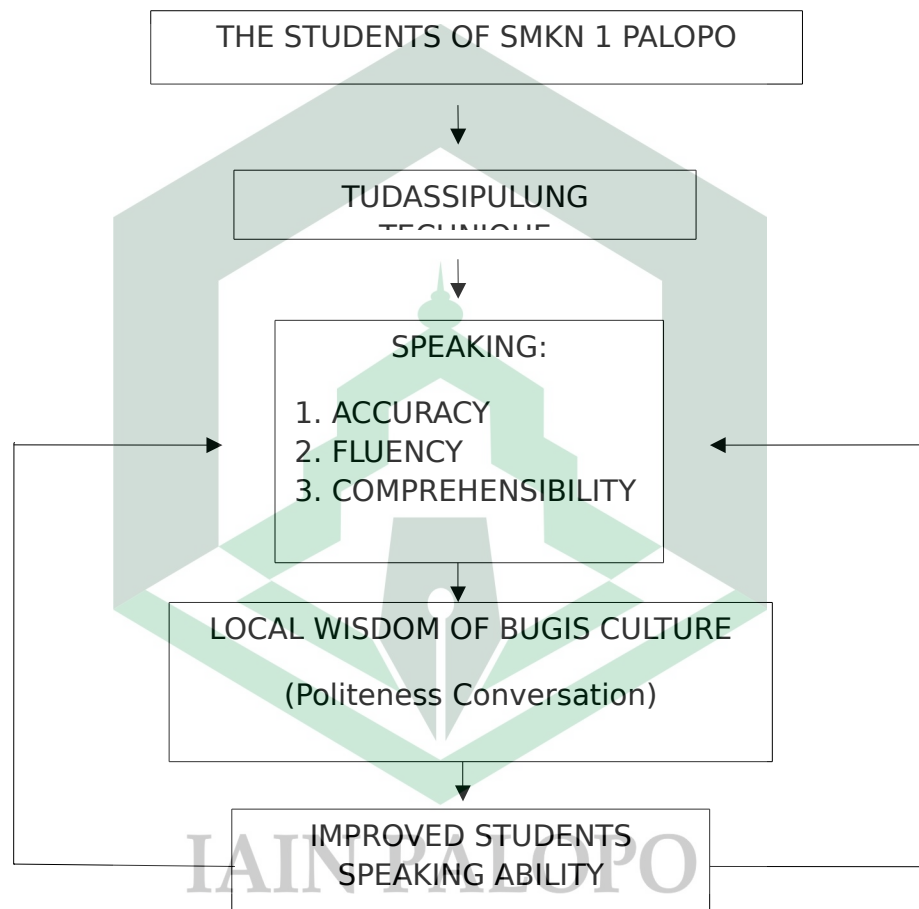 THE STUDENTS OF SMKN 1 PALOPO
TUDASSIPULUNG
TECHNIQUE
SPEAKING:
1. ACCURACY
2. FLUENCY
3. COMPREHENSIBILITY
LOCAL WISDOM OF BUGIS CULTURE
(Politeness Conversation)
IMPROVED STUDENTS
SPEAKING ABILITY
IAIN PALOPO